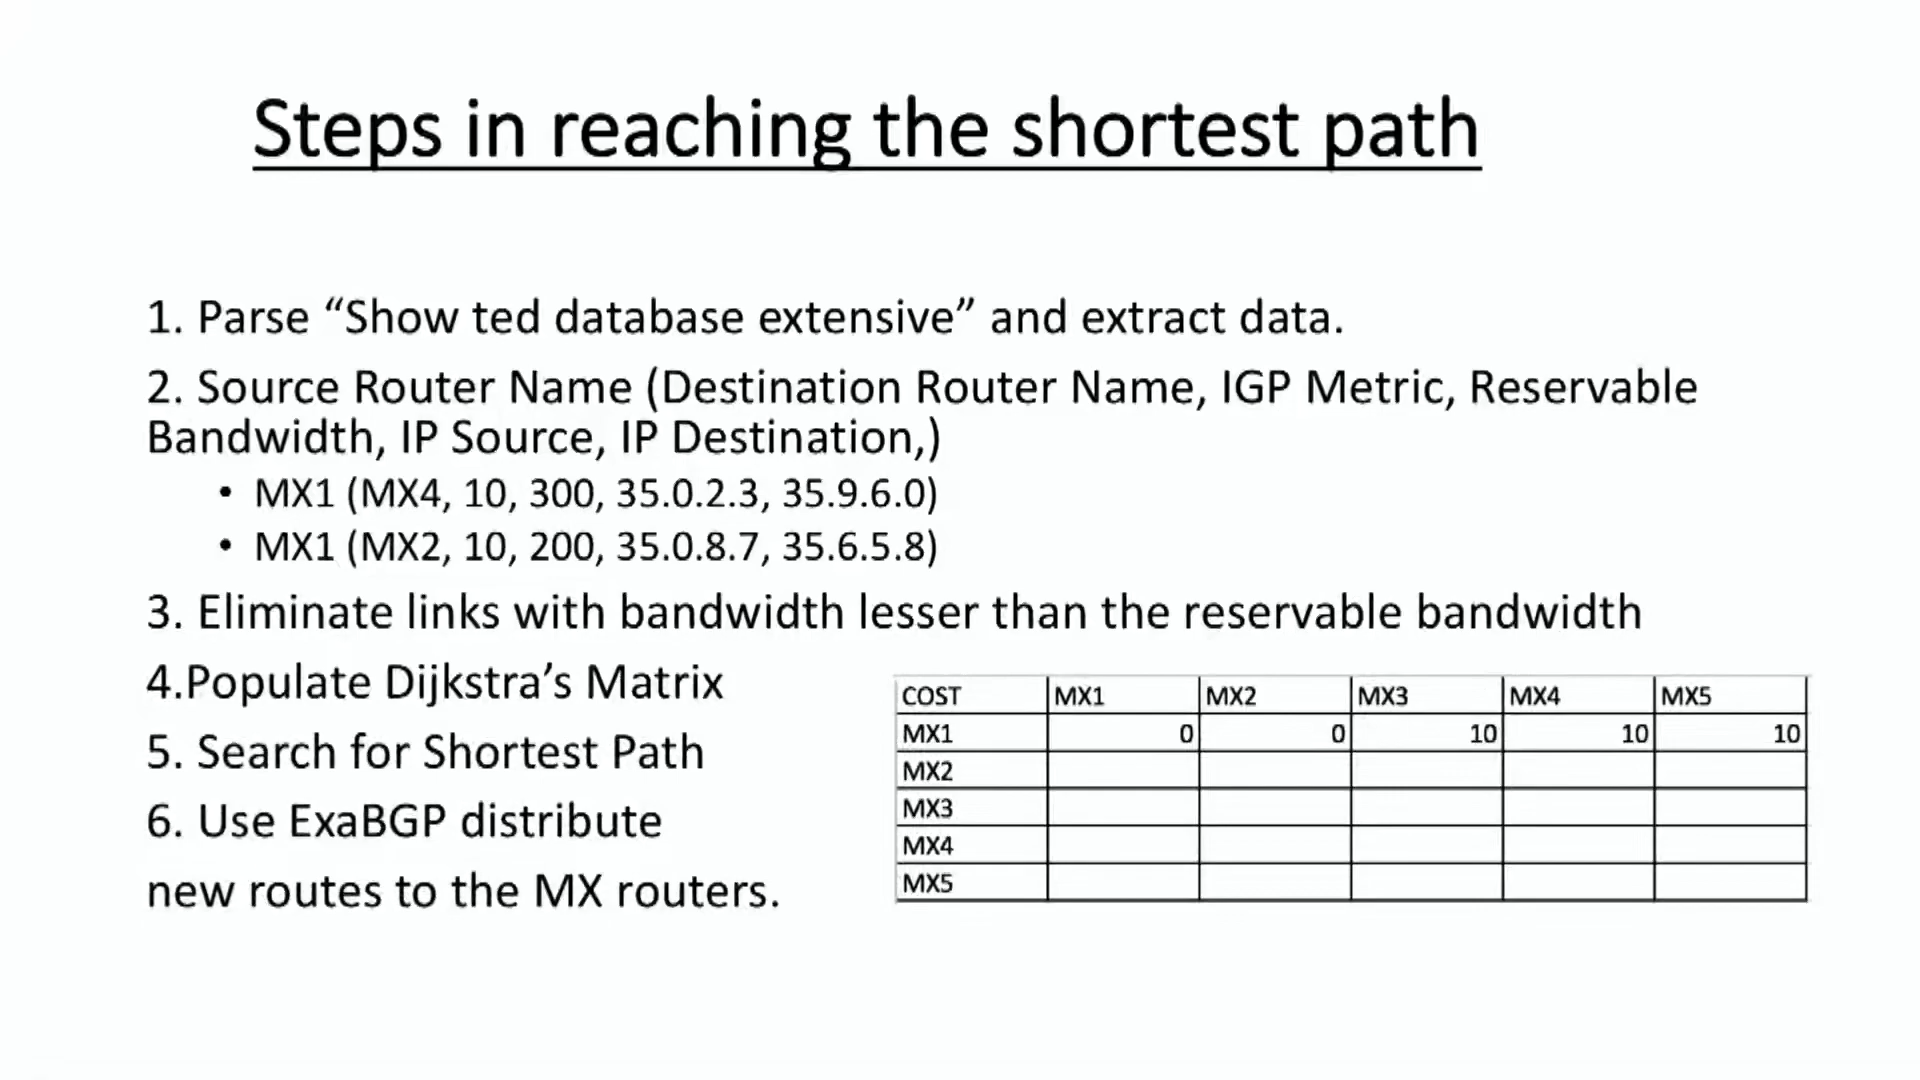 Steps in reaching the shortest path
1. Parse “Show ted database extensive” and extract data.
2. Source Router Name (Destination Router Name, IGP Metric, Reservable
Bandwidth, IP Source, IP Destination,)
• MX1 (MX4, 10, 300, 35.0.2.3, 35.9.6.0)
• MX1 (MX2, 10, 200, 35.0.8.7, 35.6.5.8)
3. Eliminate links with bandwidth lesser than the reservable bandwidth
4.Populate Dijkstra’s Matrix
5. Search for Shortest Path
6. Use ExaBGP distribute
new routes to the MX routers.
COST MX1 MX2 MX3 MX4 MX5
MX1 0 0 10 10 10
MX2
MX3
MX4
MX5